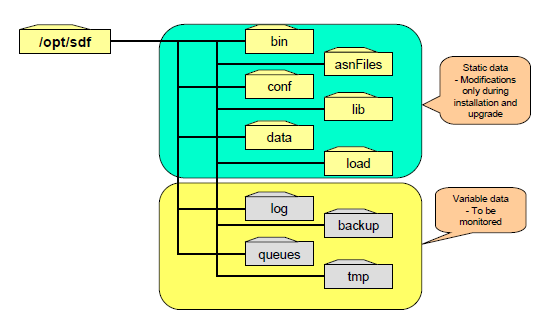 /opt/sdf
bin
asnFiles
conf
lib
data
load
log
backup
queues
tmp
Static data
- Modifications
only during
installation and
upgrade
Variable data
- To be
monitored